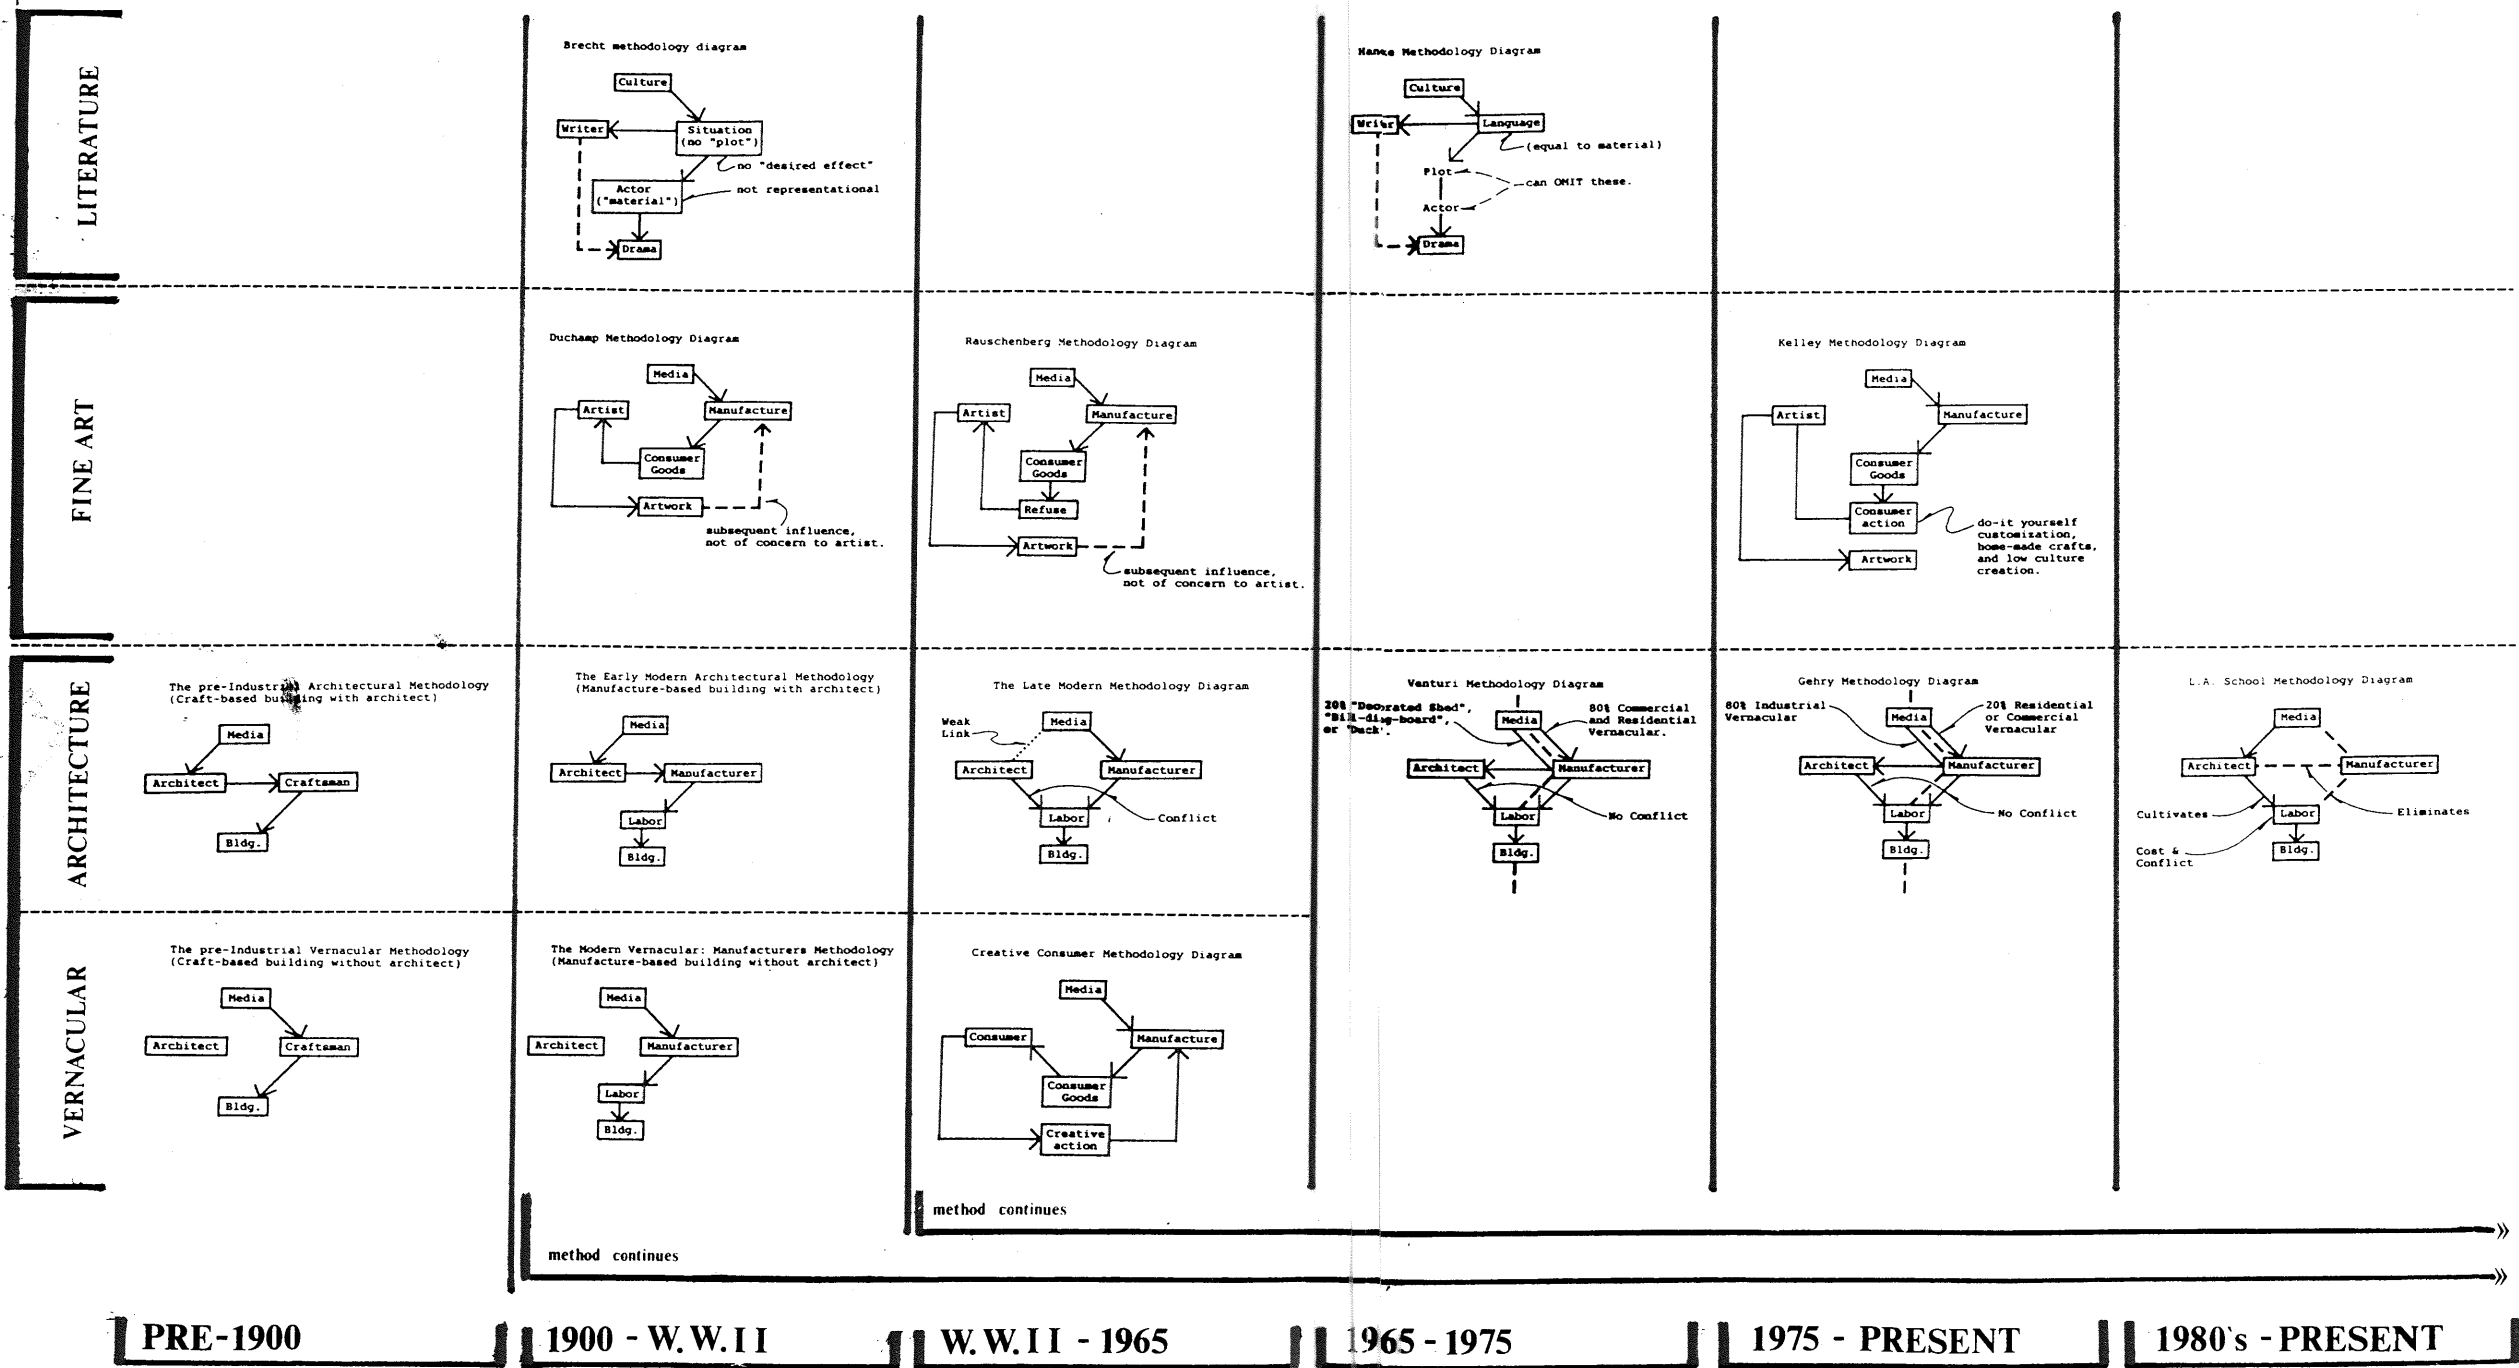 LITERATURE
Brecht methodology diagram
Culture
Writer
Situation
(no "plot")
no "desired effect"
Actor
("material")
not representational
Drama
Culture
Language
(equal to material)
Plot
can OMIT these.
Actor
Drama
Methodology Diagram
FINE ART
Duchamp Methodology Diagram
Media
Artist
Manufacture
Consumer
Goods
Artwork
subsequent influence,
not of concern to artist.
Rauschenberg Methodology Diagram
Media
Artist
Manufacture
Consumer
Goods
Refuse
Artwork
subsequent influence,
not of concern to artist.
Kelley Methodology Diagram
Media
Artist
Manufacture
Consumer
Goods
Consumer
action
do-it yourself
customization,
home-made crafts,
and low culture
creation.
Artwork
ARCHITECTURE
The pre-Industrial Architectural Methodology
(Craft-based building with architect)
Media
Architect
Craftsman
Bldg.
The Early Modern Architectural Methodology
(Manufacture-based building with architect)
Media
Architect
Manufacturer
Labor
Bldg.
The Late Modern Methodology Diagram
Weak
Link
Media
Architect
Manufacturer
Labor
Conflict
Bldg.
Venturi Methodology Diagram
20% "Decorated Shed",
"Bill-ding-board",
or "Duck".
Media
80% Commercial
and Residential
Vernacular.
Architect
Manufacturer
Labor
No Conflict
Bldg.
Gehry Methodology Diagram
80% Industrial
Vernacular
Media
20% Residential
or Commercial
Vernacular
Architect
Manufacturer
Labor
No Conflict
Bldg.
L.A. School Methodology Diagram
Media
Architect
Manufacturer
Cultivates
Labor
Eliminates
Cost &
Conflict
Bldg.
VERNACULAR
The pre-Industrial Vernacular Methodology
(Craft-based building without architect)
Media
Architect
Craftsman
Bldg.
The Modern Vernacular: Manufacturers Methodology
(Manufacture-based building without architect)
Media
Architect
Manufacturer
Labor
Bldg.
Creative Consumer Methodology Diagram
Media
Consumer
Manufacture
Consumer
Goods
Creative
action
method continues
method continues
PRE-1900
1900 - W.W.II
W.W.II - 1965
1965 - 1975
1975 - PRESENT
1980's - PRESENT